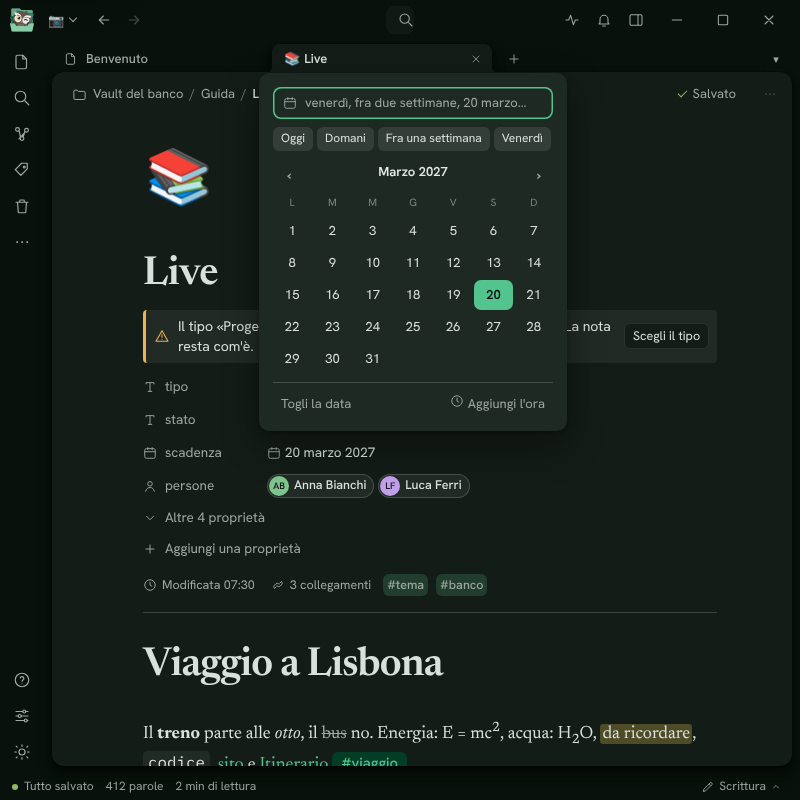 Benvenuto
Live
Vault del banco / Guida / L
Salvato
venerdì, fra due settimane, 20 marzo...
Oggi Domani Fra una settimana Venerdì
Marzo 2027
L M M G V S D
1 2 3 4 5 6 7
8 9 10 11 12 13 14
15 16 17 18 19 20 21
22 23 24 25 26 27 28
29 30 31
Togli la data Aggiungi l'ora
Live
Il tipo «Proge La nota
resta com'è.
Scegli il tipo
tipo
stato
scadenza 20 marzo 2027
persone AB Anna Bianchi LF Luca Ferri
Altre 4 proprietà
Aggiungi una proprietà
Modificata 07:30 3 collegamenti #tema #banco
Viaggio a Lisbona
Il treno parte alle otto, il bus no. Energia: E = mc², acqua: H₂O, da ricordare,
codice sito e Itinerario #viaggio
Tutto salvato 412 parole 2 min di lettura Scrittura